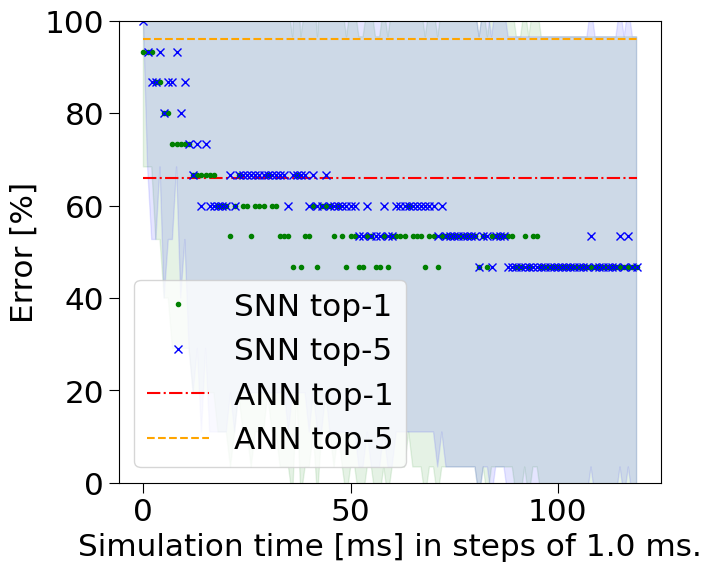 100
80
60
40
20
0
Error [%]
SNN top-1
SNN top-5
ANN top-1
ANN top-5
0 50 100
Simulation time [ms] in steps of 1.0 ms.